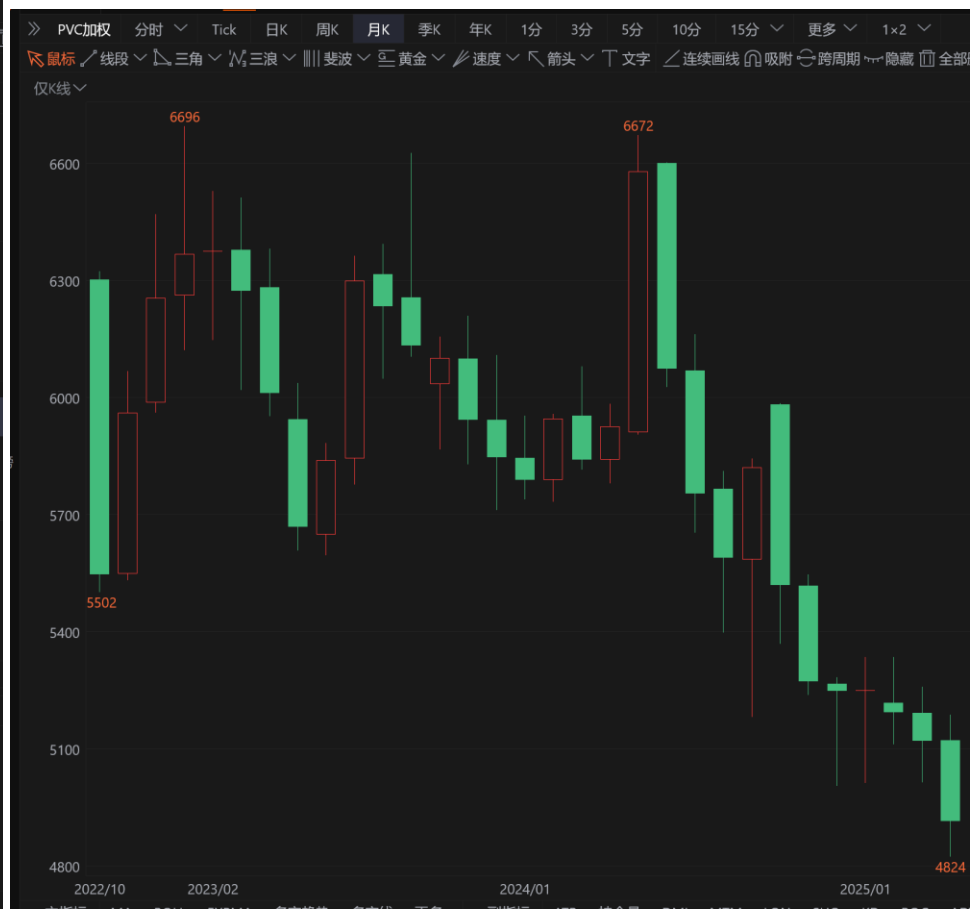 PVC加权 分时 Tick 日K 周K 月K 季K 年K 1分 3分 5分 10分 15分 更多 1×2
鼠标 线段 三角 三浪 斐波 黄金 速度 箭头 文字 连续画线 吸附 跨周期 隐藏 全部
仅K线
6696
6672
6600
6300
6000
5700
5502
5400
5100
4800
4824
2022/10 2023/02 2024/01 2025/01